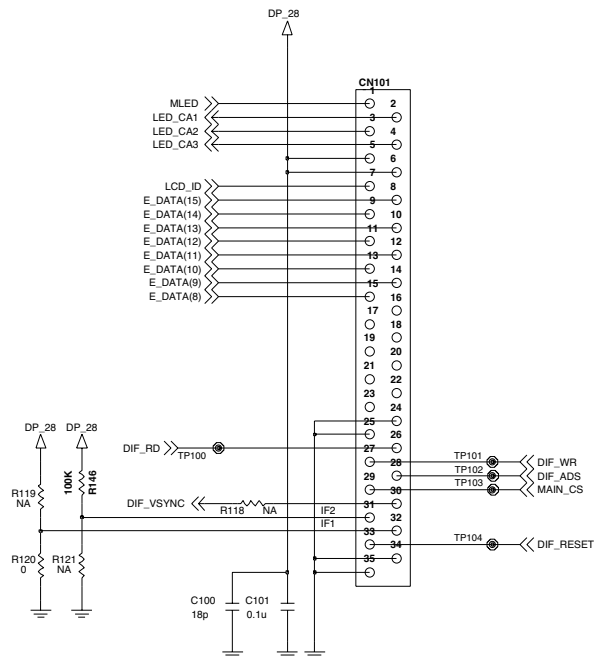 DP_28
CN101
1
MLED
2
LED_CA1
3
LED_CA2
4
LED_CA3
5
6
7
LCD_ID
8
E_DATA(15)
9
E_DATA(14)
10
E_DATA(13)
11
E_DATA(12)
12
E_DATA(11)
13
E_DATA(10)
14
E_DATA(9)
15
E_DATA(8)
16
17
18
19
20
21
22
23
24
25
DP_28 DP_28
26
DIF_RD
TP100
27
TP101
28
DIF_WR
100K
R146
TP102
29
DIF_ADS
TP103
30
MAIN_CS
R119
NA
DIF_VSYNC
R118 NA
31
IF2
32
IF1
33
TP104
34
DIF_RESET
R120
0
R121
NA
35
C100
18p
C101
0.1u